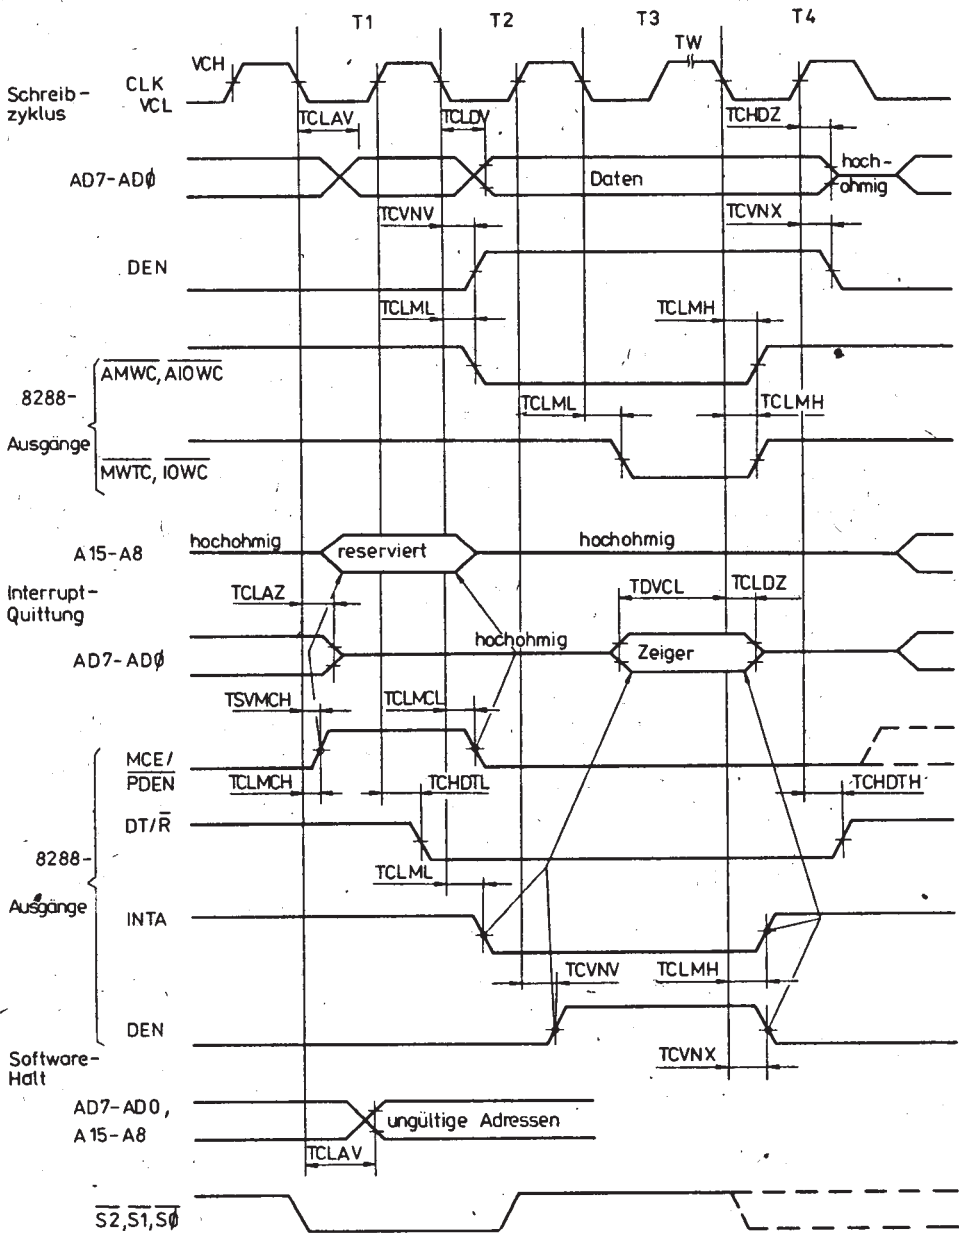 T1 T2 T3 T4
TW
VCH
CLK
VCL
Schreib-
zyklus
TCLAV TCLDV TCHDZ
AD7-AD∅ Daten hoch-
ohmig
TCVNV TCVNX
DEN
TCLML TCLMH
AMWC, AIOWC
8288-
Ausgänge
TCLML TCLMH
MWTC, IOWC
A15-A8 hochohmig reserviert hochohmig
Interrupt-
Quittung
TCLAZ TDVCL TCLDZ
AD7-AD∅ hochohmig Zeiger
TSVMCH TCLMCL
MCE/
PDEN
TCLMCH TCHDTL TCHDTH
DT/R
8288-
Ausgänge
TCLML
INTA
TCVNV TCLMH
DEN
TCVNX
Software-
Halt
AD7-AD0,
A15-A8
ungültige Adressen
TCLAV
S2, S1, S∅